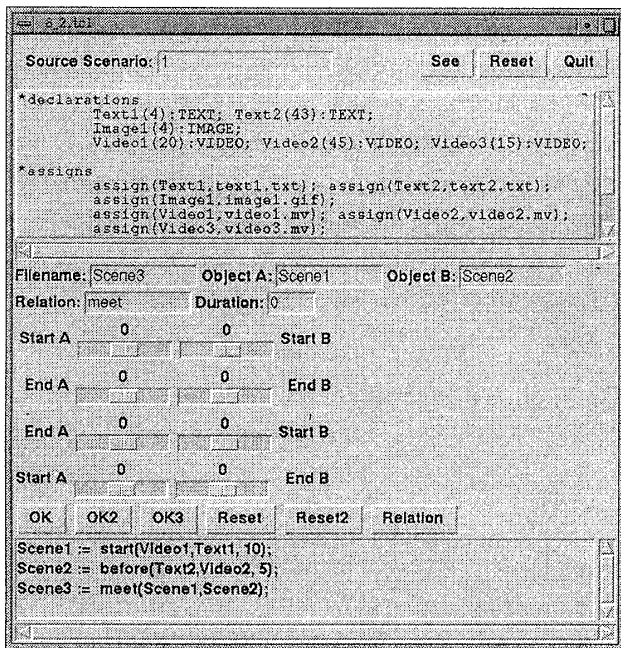 6_2.tcl
Source Scenario: 1 See Reset Quit
*declarations
Text1(4):TEXT; Text2(43):TEXT;
Image1(4):IMAGE;
Video1(20):VIDEO; Video2(45):VIDEO; Video3(15):VIDEO;
*assigns
assign(Text1,text1.txt); assign(Text2,text2.txt);
assign(Image1,image1.gif);
assign(Video1,video1.mv); assign(Video2,video2.mv);
assign(Video3,video3.mv);
Filename: Scene3 Object A: Scene1 Object B: Scene2
Relation: meet Duration: 0
0 0
Start A Start B
0 0
End A End B
0 0
End A Start B
0 0
Start A End B
OK OK2 OK3 Reset Reset2 Relation
Scene1 := start(Video1,Text1, 10);
Scene2 := before(Text2,Video2, 5);
Scene3 := meet(Scene1,Scene2);